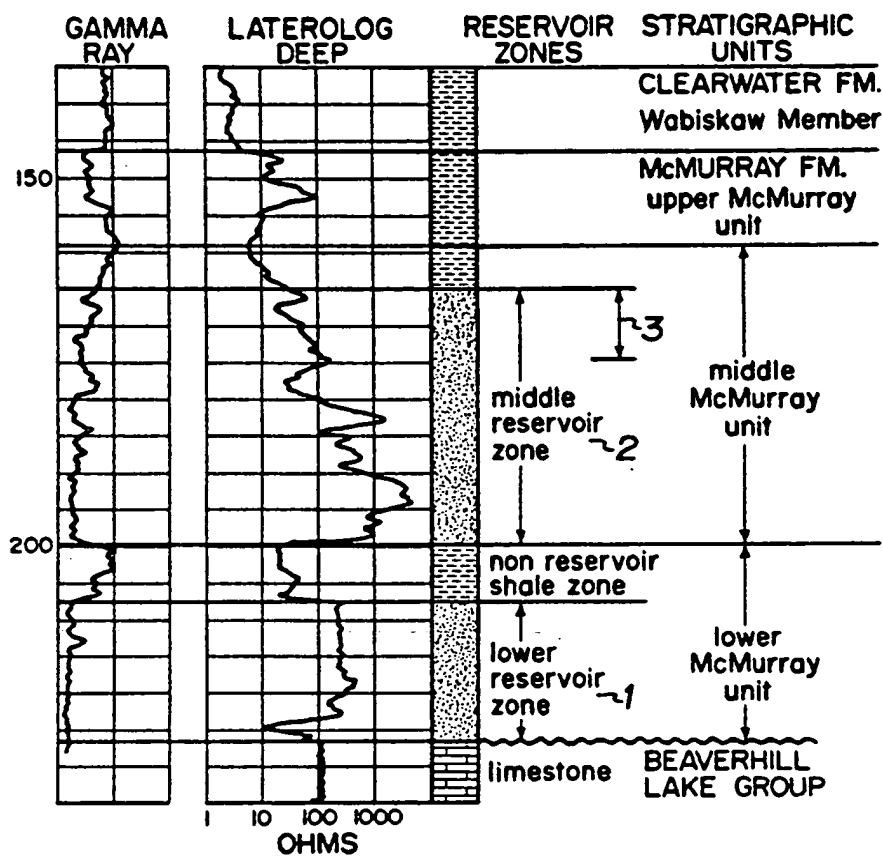 GAMMA
RAY
LATEROLOG
DEEP
RESERVOIR
ZONES
STRATIGRAPHIC
UNITS
CLEARWATER FM.
Wabiskaw Member
150
McMURRAY FM.
upper McMurray
unit
3
middle
reservoir
zone
2
middle
McMurray
unit
200
non reservoir
shale zone
lower
reservoir
zone
1
lower
McMurray
unit
limestone
BEAVERHILL
LAKE GROUP
1 10 100 1000
OHMS